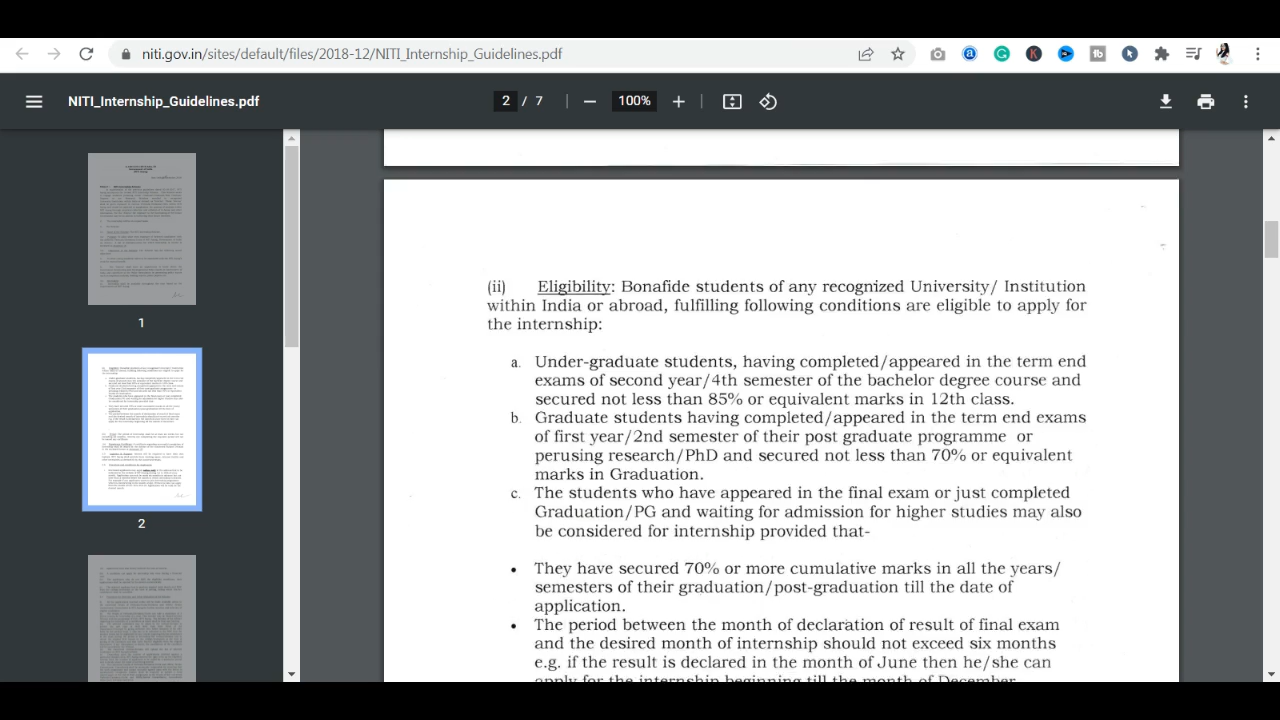 niti.gov.in/sites/default/files/2018-12/NITI_Internship_Guidelines.pdf
NITI_Internship_Guidelines.pdf
2 / 7
100%
1
2
(ii) Eligibility: Bonafide students of any recognized University/ Institution
within India or abroad, fulfilling following conditions are eligible to apply for
the internship:
a. Under-graduate students, having completed/appeared in the term end
exams of second year/4th semester of the bachelor degree course and
secured not less than 85% or equivalent marks in 12th class.
b. Graduate students having completed/appeared in the term end exams
of first year/2nd semester of their post graduate programme or
perusing research/PhD and secured not less than 70% or equivalent
marks in Graduation.
c. The students who have appeared in the final exam or just completed
Graduation/PG and waiting for admission for higher studies may also
be considered for internship provided that-
• They have secured 70% or more cumulative marks in all the years/
semesters of their graduation/post-graduation till the date of
application.
• The period between the month of declaration of result of final exam
and the desired month of internship should not exceed six months
e.g. if the result is declared in the month of June then he/she can
apply for the internship beginning till the month of December